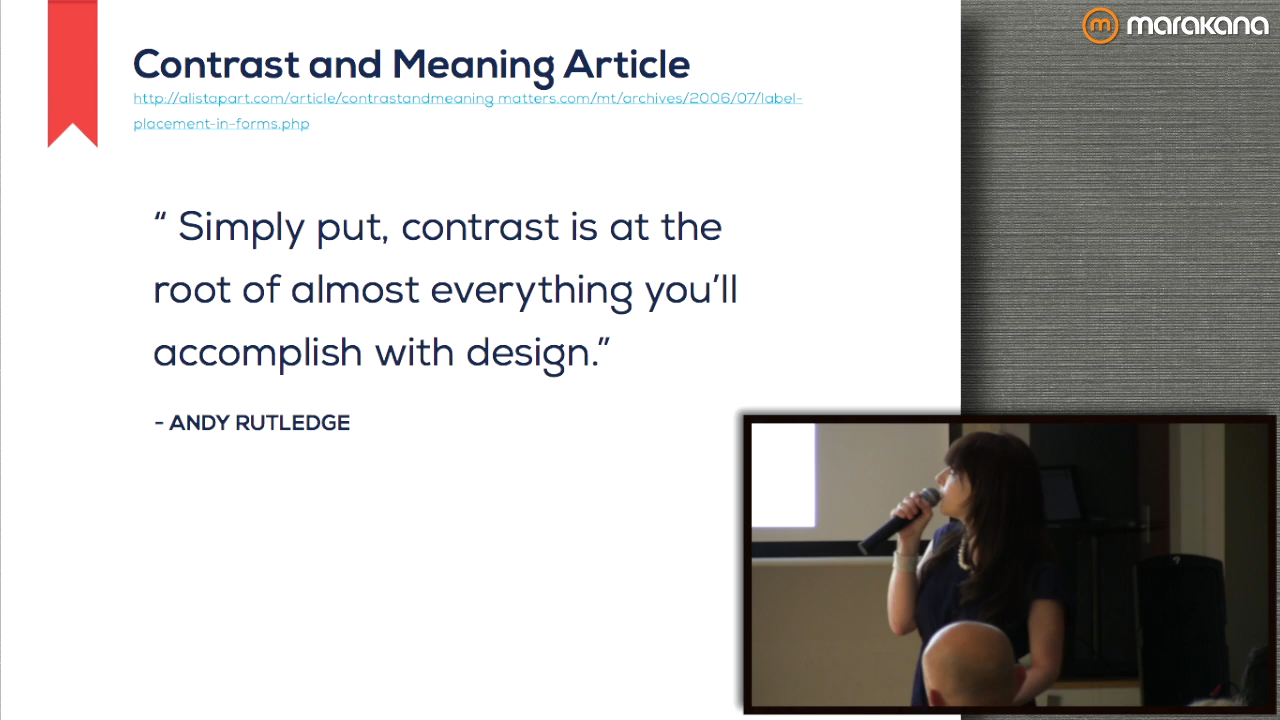 marakana
Contrast and Meaning Article
http://alistapart.com/article/contrastandmeaning matters.com/mt/archives/2006/07/label-
placement-in-forms.php
“ Simply put, contrast is at the
root of almost everything you’ll
accomplish with design.”
- ANDY RUTLEDGE